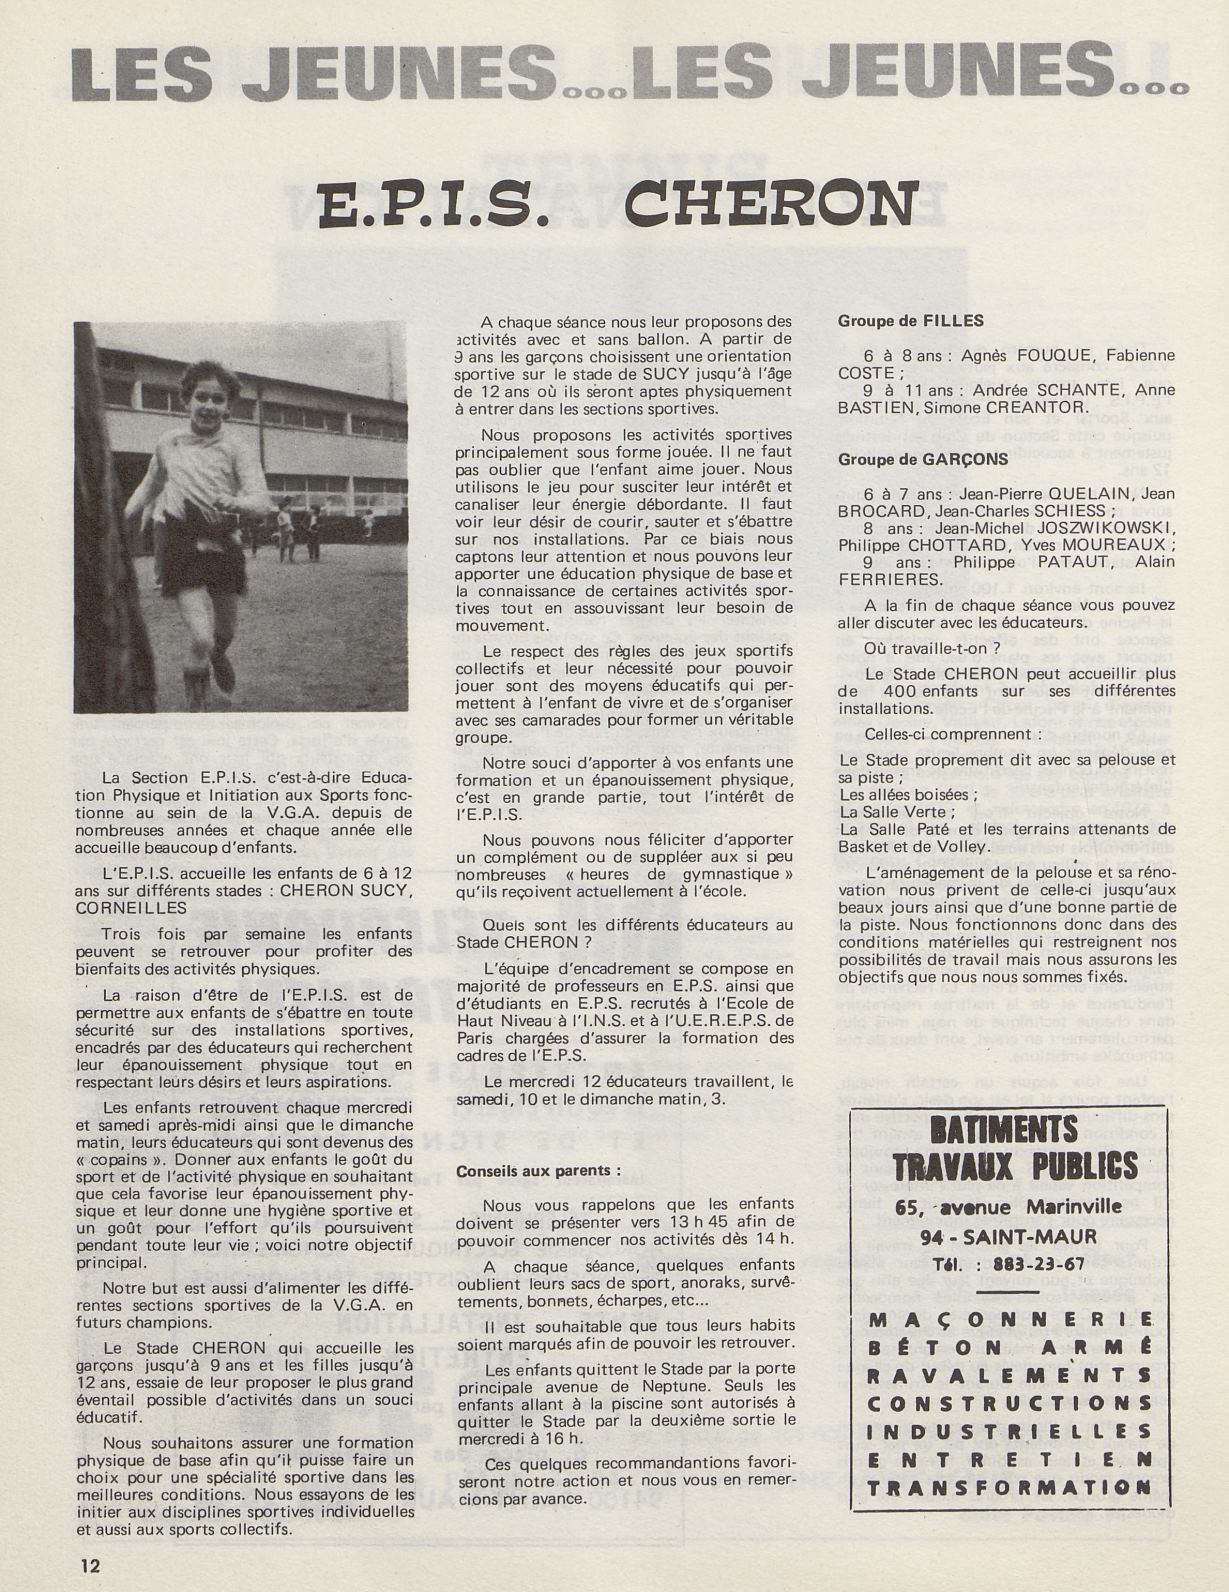 LES JEUNES...LES JEUNES...
E.P.I.S. CHERON
La Section E.P.I.S. c'est-à-dire Educa-
tion Physique et Initiation aux Sports fonc-
tionne au sein de la V.G.A. depuis de
nombreuses années et chaque année elle
accueille beaucoup d'enfants.
L'E.P.I.S. accueille les enfants de 6 à 12
ans sur différents stades : CHERON SUCY,
CORNEILLES
Trois fois par semaine les enfants
peuvent se retrouver pour profiter des
bienfaits des activités physiques.
La raison d'être de l'E.P.I.S. est de
permettre aux enfants de s'ébattre en toute
sécurité sur des installations sportives,
encadrés par des éducateurs qui recherchent
leur épanouissement physique tout en
respectant leurs désirs et leurs aspirations.
Les enfants retrouvent chaque mercredi
et samedi après-midi ainsi que le dimanche
matin, leurs éducateurs qui sont devenus des
« copains ». Donner aux enfants le goût du
sport et de l'activité physique en souhaitant
que cela favorise leur épanouissement phy-
sique et leur donne une hygiène sportive et
un goût pour l'effort qu'ils poursuivent
pendant toute leur vie ; voici notre objectif
principal.
Notre but est aussi d'alimenter les diffé-
rentes sections sportives de la V.G.A. en
futurs champions.
Le Stade CHERON qui accueille les
garçons jusqu'à 9 ans et les filles jusqu'à
12 ans, essaie de leur proposer le plus grand
éventail possible d'activités dans un souci
éducatif.
Nous souhaitons assurer une formation
physique de base afin qu'il puisse faire un
choix pour une spécialité sportive dans les
meilleures conditions. Nous essayons de les
initier aux disciplines sportives individuelles
et aussi aux sports collectifs.
12
A chaque séance nous leur proposons des
activités avec et sans ballon. A partir de
9 ans les garçons choisissent une orientation
sportive sur le stade de SUCY jusqu'à l'âge
de 12 ans où ils seront aptes physiquement
à entrer dans les sections sportives.
Nous proposons les activités sportives
principalement sous forme jouée. Il ne faut
pas oublier que l'enfant aime jouer. Nous
utilisons le jeu pour susciter leur intérêt et
canaliser leur énergie débordante. Il faut
voir leur désir de courir, sauter et s'ébattre
sur nos installations. Par ce biais nous
captons leur attention et nous pouvons leur
apporter une éducation physique de base et
la connaissance de certaines activités spor-
tives tout en assouvissant leur besoin de
mouvement.
Le respect des règles des jeux sportifs
collectifs et leur nécessité pour pouvoir
jouer sont des moyens éducatifs qui per-
mettent à l'enfant de vivre et de s'organiser
avec ses camarades pour former un véritable
groupe.
Notre souci d'apporter à vos enfants une
formation et un épanouissement physique,
c'est en grande partie, tout l'intérêt de
l'E.P.I.S.
Nous pouvons nous féliciter d'apporter
un complément ou de suppléer aux si peu
nombreuses « heures de gymnastique »
qu'ils reçoivent actuellement à l'école.
Quels sont les différents éducateurs au
Stade CHERON ?
L'équipe d'encadrement se compose en
majorité de professeurs en E.P.S. ainsi que
d'étudiants en E.P.S. recrutés à l'Ecole de
Haut Niveau à l'I.N.S. et à l'U.E.R.E.P.S. de
Paris chargées d'assurer la formation des
cadres de l'E.P.S.
Le mercredi 12 éducateurs travaillent, le
samedi, 10 et le dimanche matin, 3.
Conseils aux parents :
Nous vous rappelons que les enfants
doivent se présenter vers 13 h 45 afin de
pouvoir commencer nos activités dès 14 h.
A chaque séance, quelques enfants
oublient leurs sacs de sport, anoraks, survê-
tements, bonnets, écharpes, etc...
Il est souhaitable que tous leurs habits
soient marqués afin de pouvoir les retrouver.
Les enfants quittent le Stade par la porte
principale avenue de Neptune. Seuls les
enfants allant à la piscine sont autorisés à
quitter le Stade par la deuxième sortie le
mercredi à 16 h.
Ces quelques recommandantions favori-
seront notre action et nous vous en remer-
cions par avance.
Groupe de FILLES
6 à 8 ans : Agnès FOUQUE, Fabienne
COSTE ;
9 à 11 ans : Andrée SCHANTE, Anne
BASTIEN, Simone CREANTOR.
Groupe de GARÇONS
6 à 7 ans : Jean-Pierre QUELAIN, Jean
BROCARD, Jean-Charles SCHIESS ;
8 ans : Jean-Michel JOSZWIKOWSKI,
Philippe CHOTTARD, Yves MOUREAUX ;
9 ans : Philippe PATAUT, Alain
FERRIERES.
A la fin de chaque séance vous pouvez
aller discuter avec les éducateurs.
Où travaille-t-on ?
Le Stade CHERON peut accueillir plus
de 400 enfants sur ses différentes
installations.
Celles-ci comprennent :
Le Stade proprement dit avec sa pelouse et
sa piste ;
Les allées boisées ;
La Salle Verte ;
La Salle Paté et les terrains attenants de
Basket et de Volley.
L'aménagement de la pelouse et sa réno-
vation nous privent de celle-ci jusqu'aux
beaux jours ainsi que d'une bonne partie de
la piste. Nous fonctionnons donc dans des
conditions matérielles qui restreignent nos
possibilités de travail mais nous assurons les
objectifs que nous nous sommes fixés.
BATIMENTS
TRAVAUX PUBLICS
65, avenue Marinville
94 - SAINT-MAUR
Tél. : 883-23-67
MAÇONNERIE
BÉTON ARMÉ
RAVALEMENTS
CONSTRUCTIONS
INDUSTRIELLES
ENTRETIEN
TRANSFORMATION